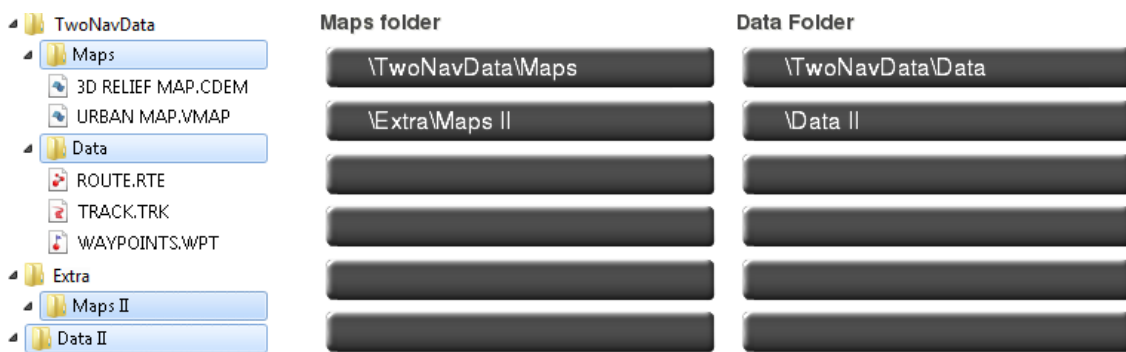 TwoNavData
Maps
3D RELIEF MAP.CDEM
URBAN MAP.VMAP
Data
ROUTE.RTE
TRACK.TRK
WAYPOINTS.WPT
Extra
Maps II
Data II
Maps folder
\TwoNavData\Maps
\Extra\Maps II
Data Folder
\TwoNavData\Data
\Data II